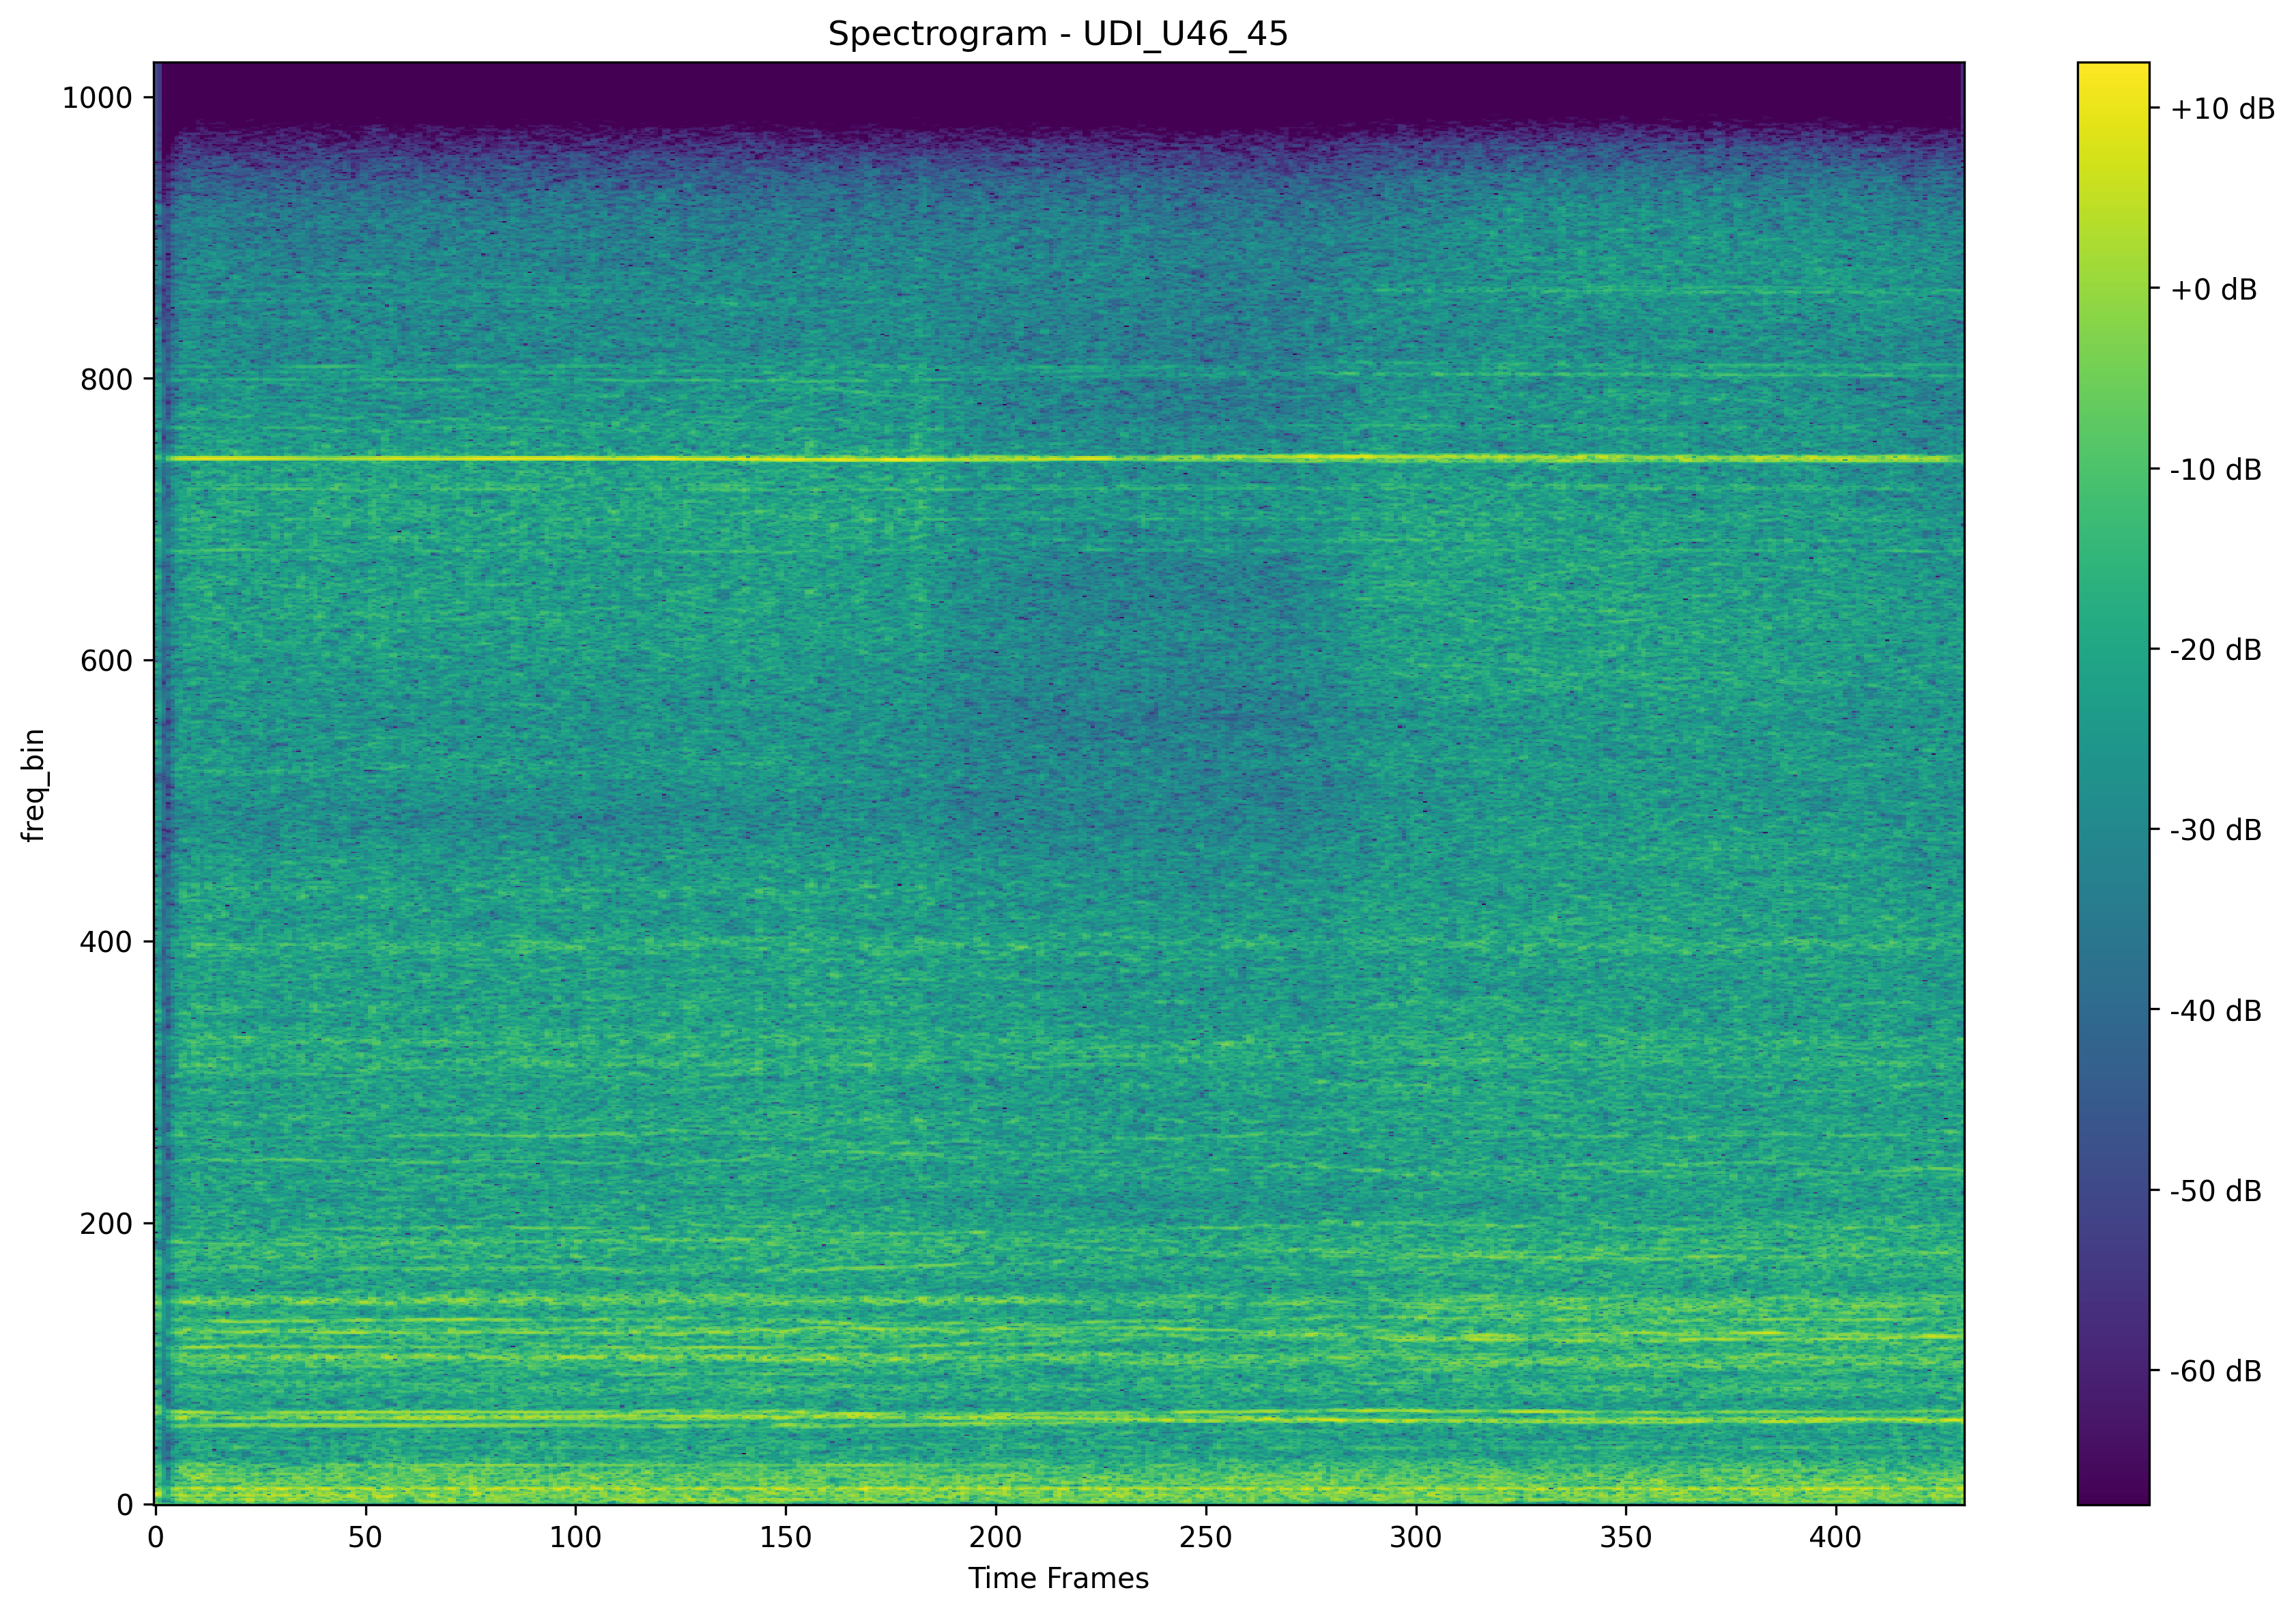 Spectrogram - UDI_U46_45
1000
800
600
400
200
0
freq_bin
0 50 100 150 200 250 300 350 400
Time Frames
+10 dB
+0 dB
-10 dB
-20 dB
-30 dB
-40 dB
-50 dB
-60 dB